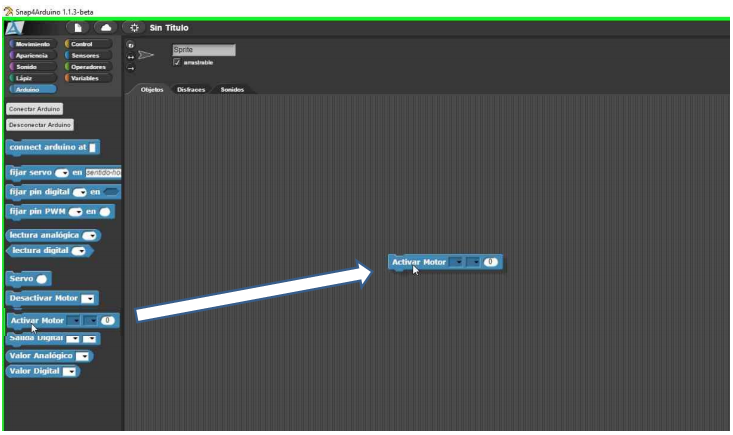 Snap4Arduino 1.1.3-beta
Sin Título
Movimiento Control
Apariencia Sensores
Sonido Operadores
Lápiz Variables
Arduino
Sprite
arrastrable
Objetos Disfraces Sonidos
Conectar Arduino
Desconectar Arduino
connect arduino at
fijar servo en sentido-ho
fijar pin digital en
fijar pin PWM en
lectura analógica
lectura digital
Servo
Desactivar Motor
Activar Motor 0
Salida Digital
Valor Analógico
Valor Digital
Activar Motor 0